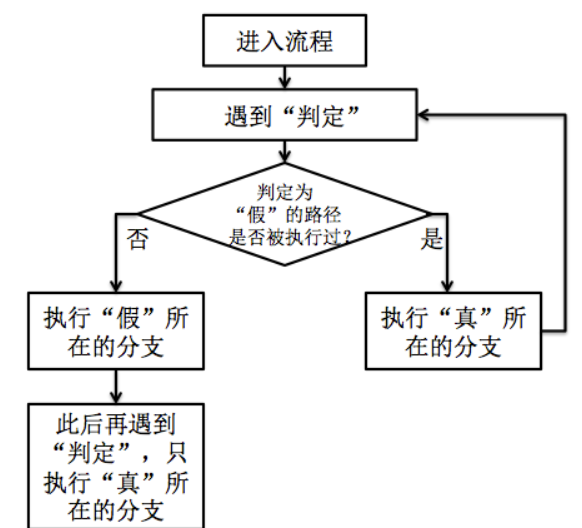 进入流程
遇到“判定”
判定为
“假”的路径
是否被执行过？
否
是
执行“假”所
在的分支
执行“真”所
在的分支
此后再遇到
“判定”，只
执行“真”所
在的分支